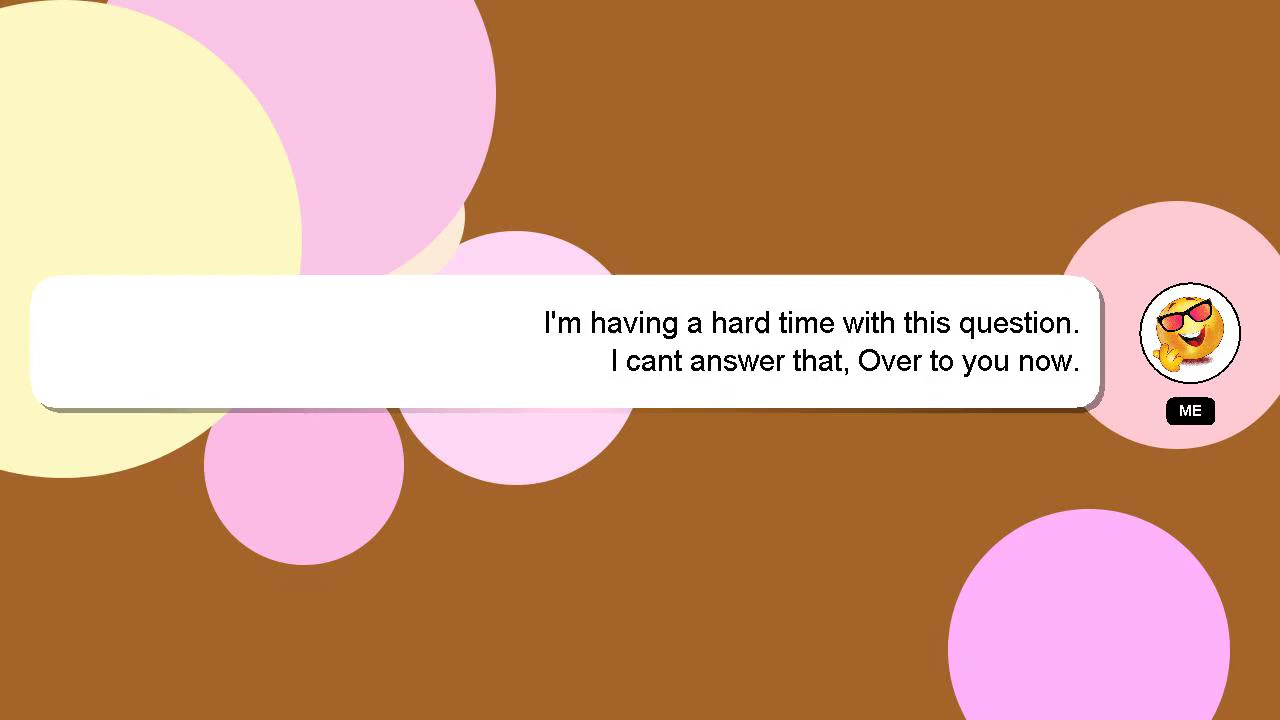 I'm having a hard time with this question.
I cant answer that, Over to you now.
ME